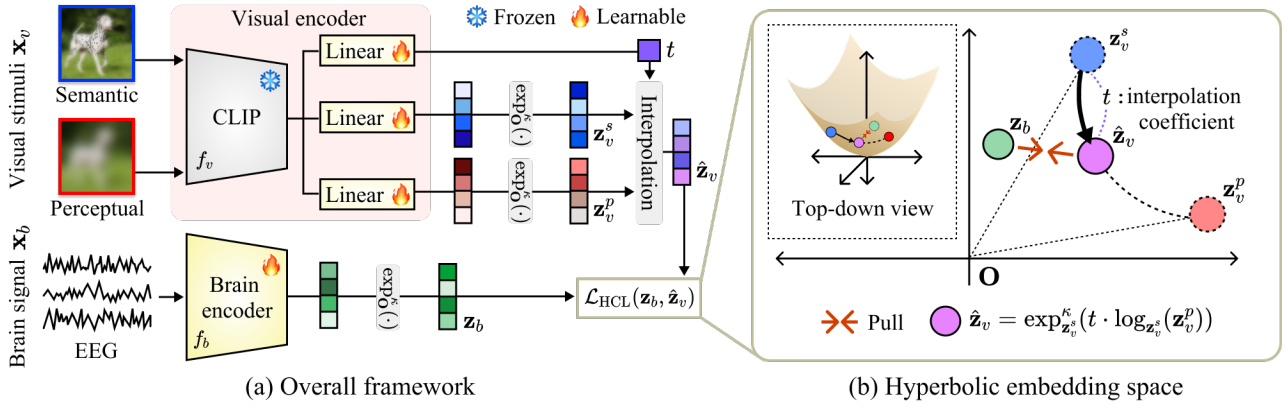 Visual stimuli x_v
Semantic
Perceptual
Brain signal x_b
EEG
Visual encoder
CLIP
f_v
Linear
Linear
Linear
Frozen
Learnable
t
exp_O^κ(·)
z_v^s
exp_O^κ(·)
z_v^p
Interpolation
ẑ_v
Brain
encoder
f_b
exp_O^κ(·)
z_b
ℒ_HCL(z_b, ẑ_v)
(a) Overall framework
Top-down view
z_v^s
t : interpolation
coefficient
z_b
ẑ_v
z_v^p
O
Pull
ẑ_v = exp_{z_v^s}^κ(t · log_{z_v^s}(z_v^p))
(b) Hyperbolic embedding space